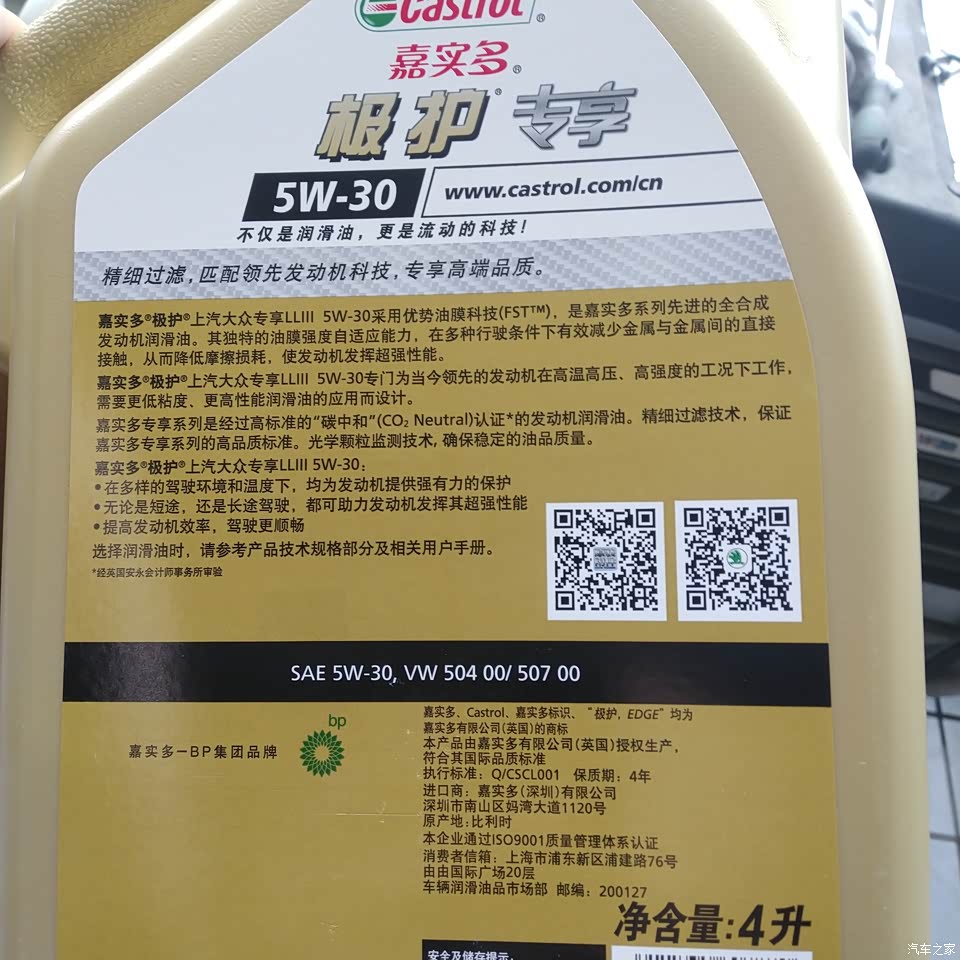 Castrol®
嘉实多®
极护® 专享
5W-30 www.castrol.com/cn
不仅是润滑油，更是流动的科技！
精细过滤，匹配领先发动机科技，专享高端品质。
嘉实多®极护®上汽大众专享LLIII 5W-30采用优势油膜科技(FST™)，是嘉实多系列先进的全合成
发动机润滑油。其独特的油膜强度自适应能力，在多种行驶条件下有效减少金属与金属间的直接
接触，从而降低摩擦损耗，使发动机发挥超强性能。
嘉实多®极护®上汽大众专享LLIII 5W-30专门为当今领先的发动机在高温高压、高强度的工况下工作，
需要更低粘度、更高性能润滑油的应用而设计。
嘉实多专享系列是经过高标准的“碳中和”(CO₂ Neutral)认证*的发动机润滑油。精细过滤技术，保证
嘉实多专享系列的高品质标准。光学颗粒监测技术，确保稳定的油品质量。
嘉实多®极护®上汽大众专享LLIII 5W-30：
•在多样的驾驶环境和温度下，均为发动机提供强有力的保护
•无论是短途，还是长途驾驶，都可助力发动机发挥其超强性能
•提高发动机效率，驾驶更顺畅
选择润滑油时，请参考产品技术规格部分及相关用户手册。
*经英国安永会计师事务所审验
SAE 5W-30, VW 504 00/ 507 00
嘉实多—BP集团品牌
bp
嘉实多、Castrol、嘉实多标识、“极护，EDGE”均为
嘉实多有限公司(英国)的商标
本产品由嘉实多有限公司(英国)授权生产，
符合其国际品质标准
执行标准：Q/CSCL001 保质期：4年
进口商：嘉实多(深圳)有限公司
深圳市南山区妈湾大道1120号
原产地：比利时
本企业通过ISO9001质量管理体系认证
消费者信箱：上海市浦东新区浦建路76号
由由国际广场20层
车辆润滑油品市场部 邮编：200127
净含量:4升
安全及储存提示：
汽车之家